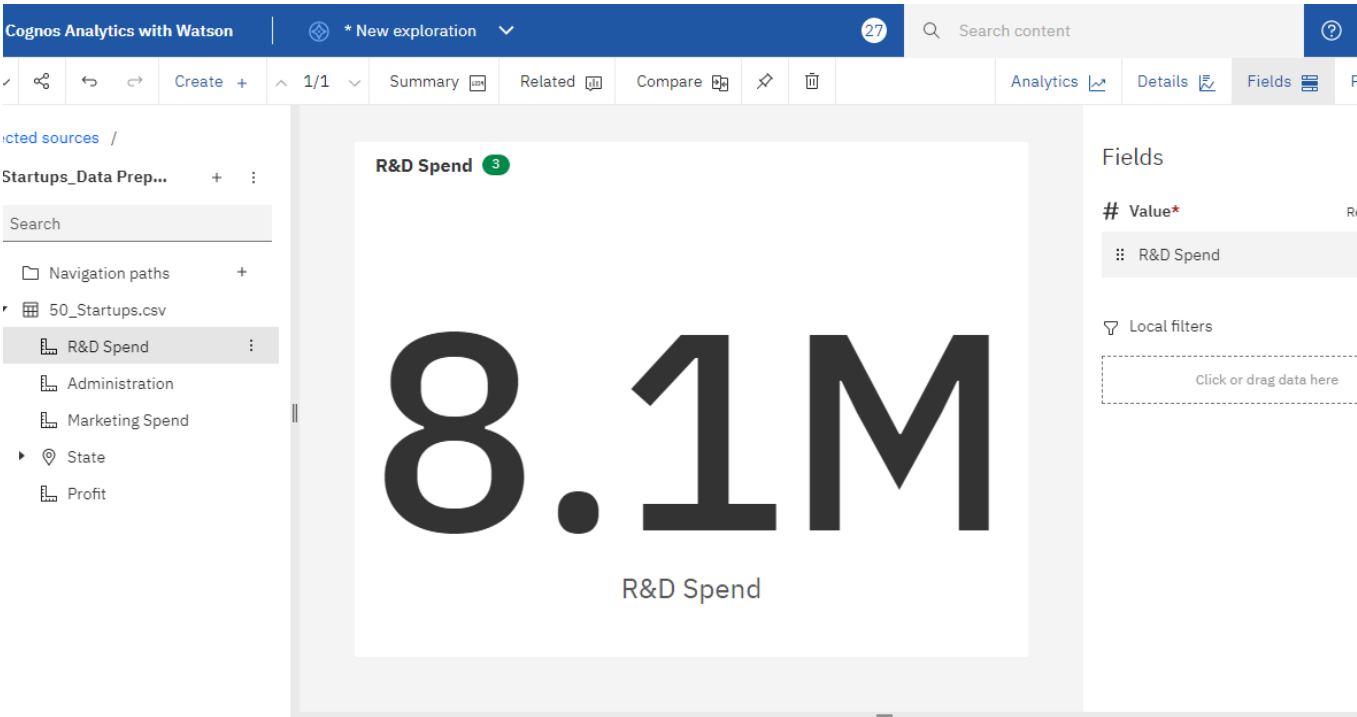 Cognos Analytics with Watson * New exploration 27 Search content
Create + 1/1 Summary Related Compare Analytics Details Fields
sources /
Startups_Data Prep... +
Search
Navigation paths +
50_Startups.csv
R&D Spend
Administration
Marketing Spend
State
Profit
R&D Spend 3
8.1M
R&D Spend
Fields
# Value*
R&D Spend
Local filters
Click or drag data here